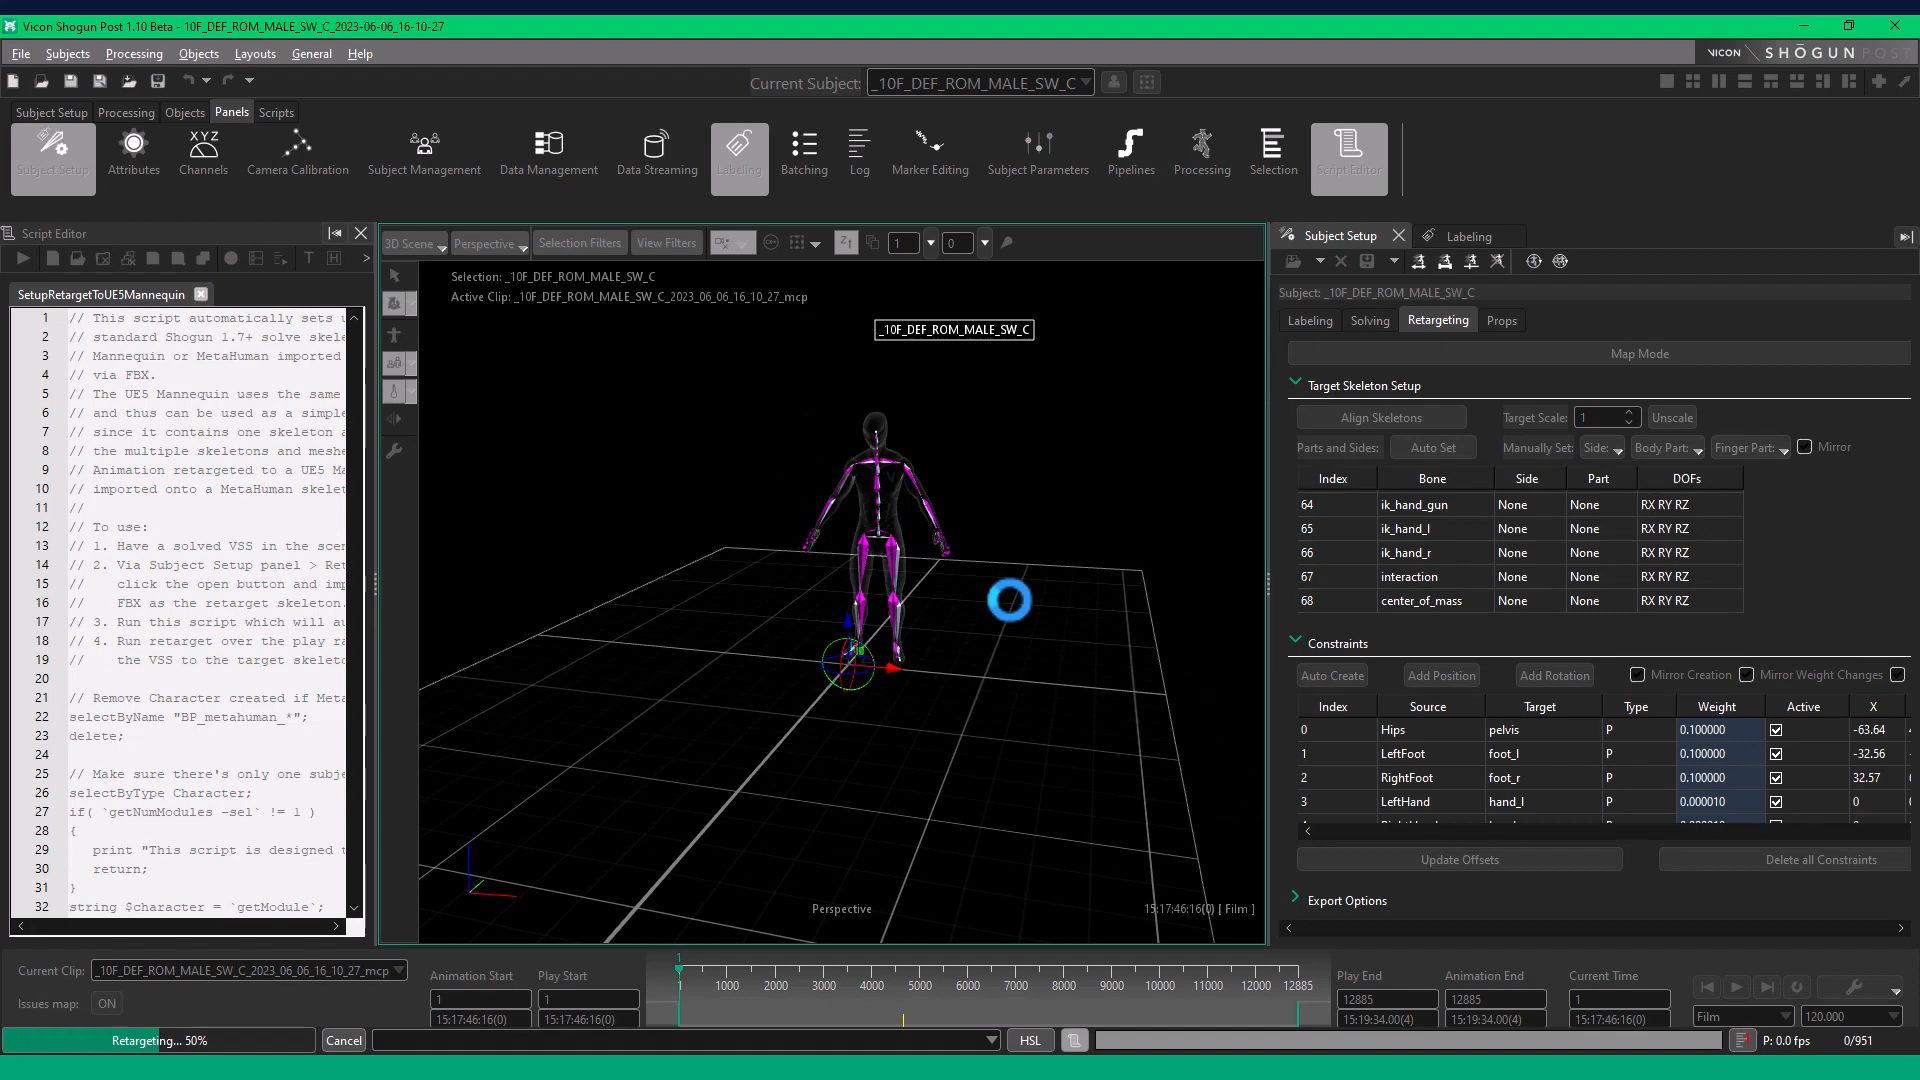 Vicon Shogun Post 1.10 Beta - 10F_DEF_ROM_MALE_SW_C_2023-06-06_16-10-27
File Subjects Processing Objects Layouts General Help
VICON SHŌGUN POST
Current Subject: _10F_DEF_ROM_MALE_SW_C
Subject Setup Processing Objects Panels Scripts
Subject Setup Attributes Channels Camera Calibration Subject Management Data Management Data Streaming Labeling Batching Log Marker Editing Subject Parameters Pipelines Processing Selection Script Editor
Script Editor
SetupRetargetToUE5Mannequin
1 // This script automatically sets u
2 // standard Shogun 1.7+ solve skele
3 // Mannequin or MetaHuman imported
4 // via FBX.
5 // The UE5 Mannequin uses the same
6 // and thus can be used as a simple
7 // since it contains one skeleton a
8 // the multiple skeletons and meshe
9 // Animation retargeted to a UE5 Ma
10 // imported onto a MetaHuman skelet
11 //
12 // To use:
13 // 1. Have a solved VSS in the scen
14 // 2. Via Subject Setup panel > Ret
15 // click the open button and imp
16 // FBX as the retarget skeleton.
17 // 3. Run this script which will au
18 // 4. Run retarget over the play ra
19 // the VSS to the target skeleto
20
21 // Remove Character created if Meta
22 selectByName "BP_metahuman_*";
23 delete;
24
25 // Make sure there's only one subje
26 selectByType Character;
27 if( `getNumModules -sel` != 1 )
28 {
29 print "This script is designed t
30 return;
31 }
32 string $character = `getModule`;
3D Scene Perspective Selection Filters View Filters 1 0
Selection: _10F_DEF_ROM_MALE_SW_C
Active Clip: _10F_DEF_ROM_MALE_SW_C_2023_06_06_16_10_27_mcp
_10F_DEF_ROM_MALE_SW_C
Perspective
15:17:46:16(0) [ Film ]
Subject Setup Labeling
Subject: _10F_DEF_ROM_MALE_SW_C
Labeling Solving Retargeting Props
Map Mode
Target Skeleton Setup
Align Skeletons Target Scale: 1 Unscale
Parts and Sides: Auto Set Manually Set: Side: Body Part: Finger Part: Mirror
Index Bone Side Part DOFs
64 ik_hand_gun None None RX RY RZ
65 ik_hand_l None None RX RY RZ
66 ik_hand_r None None RX RY RZ
67 interaction None None RX RY RZ
68 center_of_mass None None RX RY RZ
Constraints
Auto Create Add Position Add Rotation Mirror Creation Mirror Weight Changes
Index Source Target Type Weight Active X
0 Hips pelvis P 0.100000 -63.64
1 LeftFoot foot_l P 0.100000 -32.56
2 RightFoot foot_r P 0.100000 32.57
3 LeftHand hand_l P 0.000010 0
Update Offsets Delete all Constraints
Export Options
Current Clip: _10F_DEF_ROM_MALE_SW_C_2023_06_06_16_10_27_mcp
Issues map: ON
Animation Start Play Start
1 1
15:17:46:16(0) 15:17:46:16(0)
1
1 1000 2000 3000 4000 5000 6000 7000 8000 9000 10000 11000 12000 12885
Play End Animation End Current Time
12885 12885 1
15:19:34.00(4) 15:19:34.00(4) 15:17:46:16(0)
Film 120.000
Retargeting... 50% Cancel HSL P: 0.0 fps 0/951